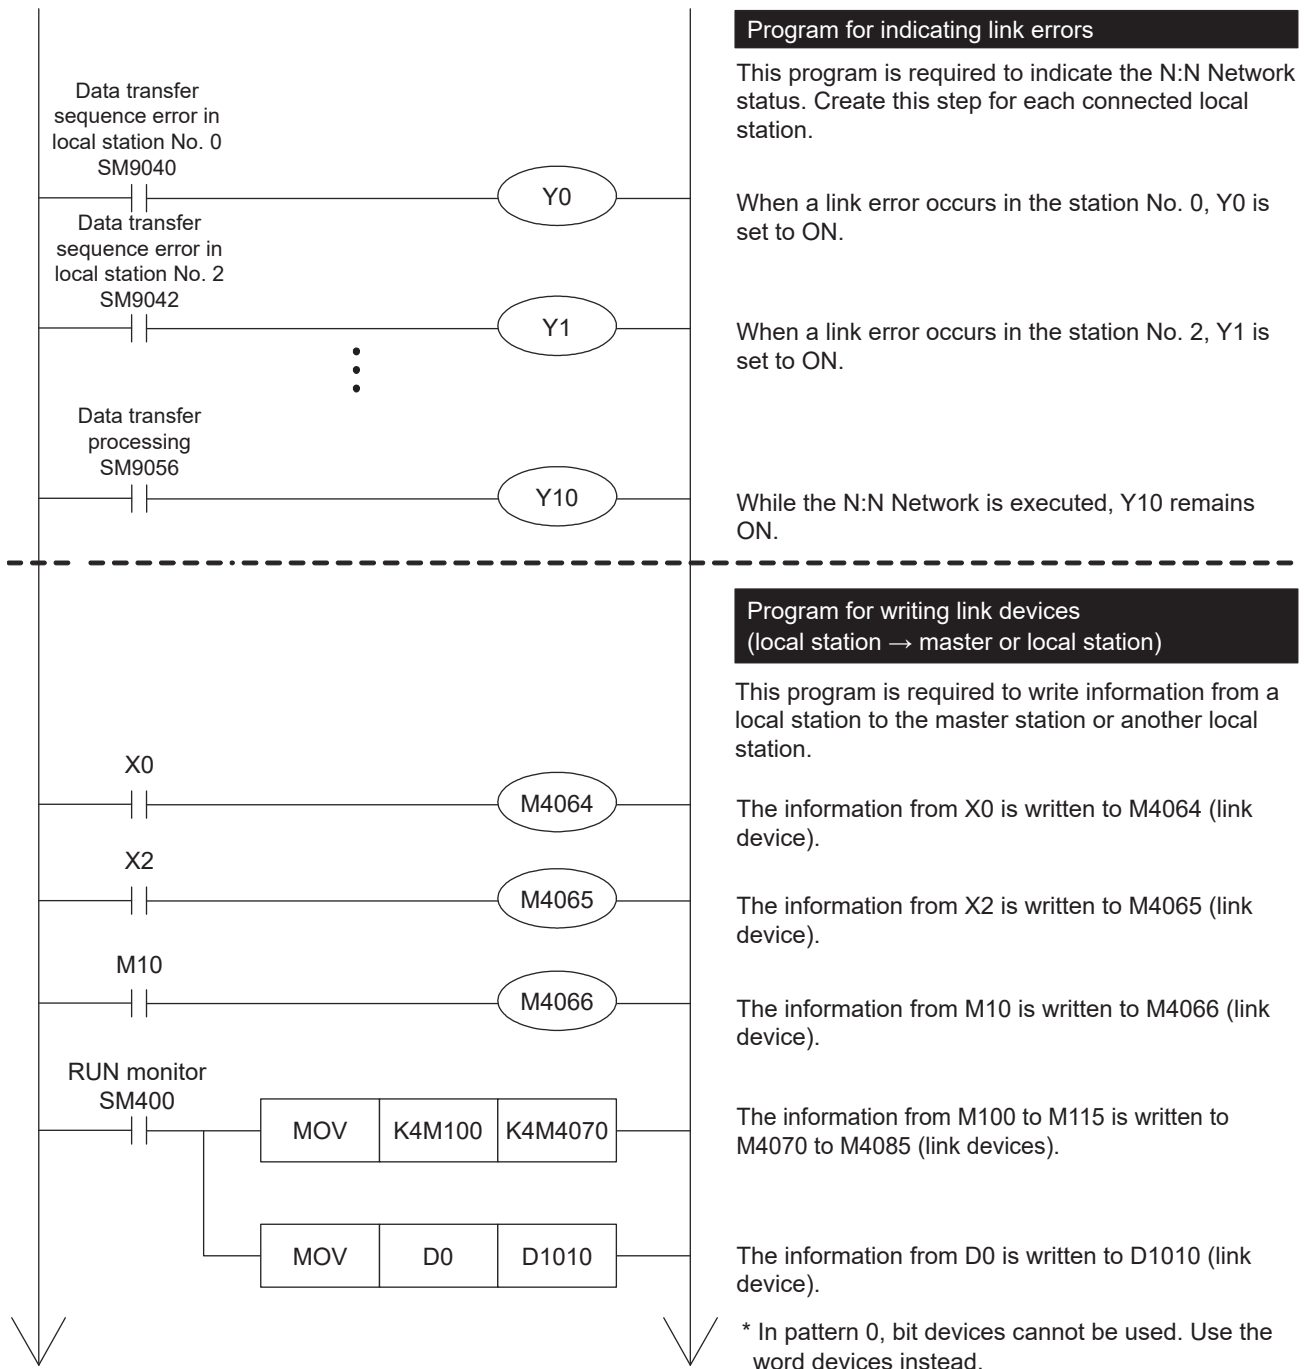 Program for indicating link errors
This program is required to indicate the N:N Network
status. Create this step for each connected local
station.
Data transfer
sequence error in
local station No. 0
SM9040
Y0
When a link error occurs in the station No. 0, Y0 is
set to ON.
Data transfer
sequence error in
local station No. 2
SM9042
Y1
When a link error occurs in the station No. 2, Y1 is
set to ON.
Data transfer
processing
SM9056
Y10
While the N:N Network is executed, Y10 remains
ON.
Program for writing link devices
(local station → master or local station)
This program is required to write information from a
local station to the master station or another local
station.
X0
M4064
The information from X0 is written to M4064 (link
device).
X2
M4065
The information from X2 is written to M4065 (link
device).
M10
M4066
The information from M10 is written to M4066 (link
device).
RUN monitor
SM400
MOV K4M100 K4M4070
The information from M100 to M115 is written to
M4070 to M4085 (link devices).
MOV D0 D1010
The information from D0 is written to D1010 (link
device).
* In pattern 0, bit devices cannot be used. Use the
word devices instead.